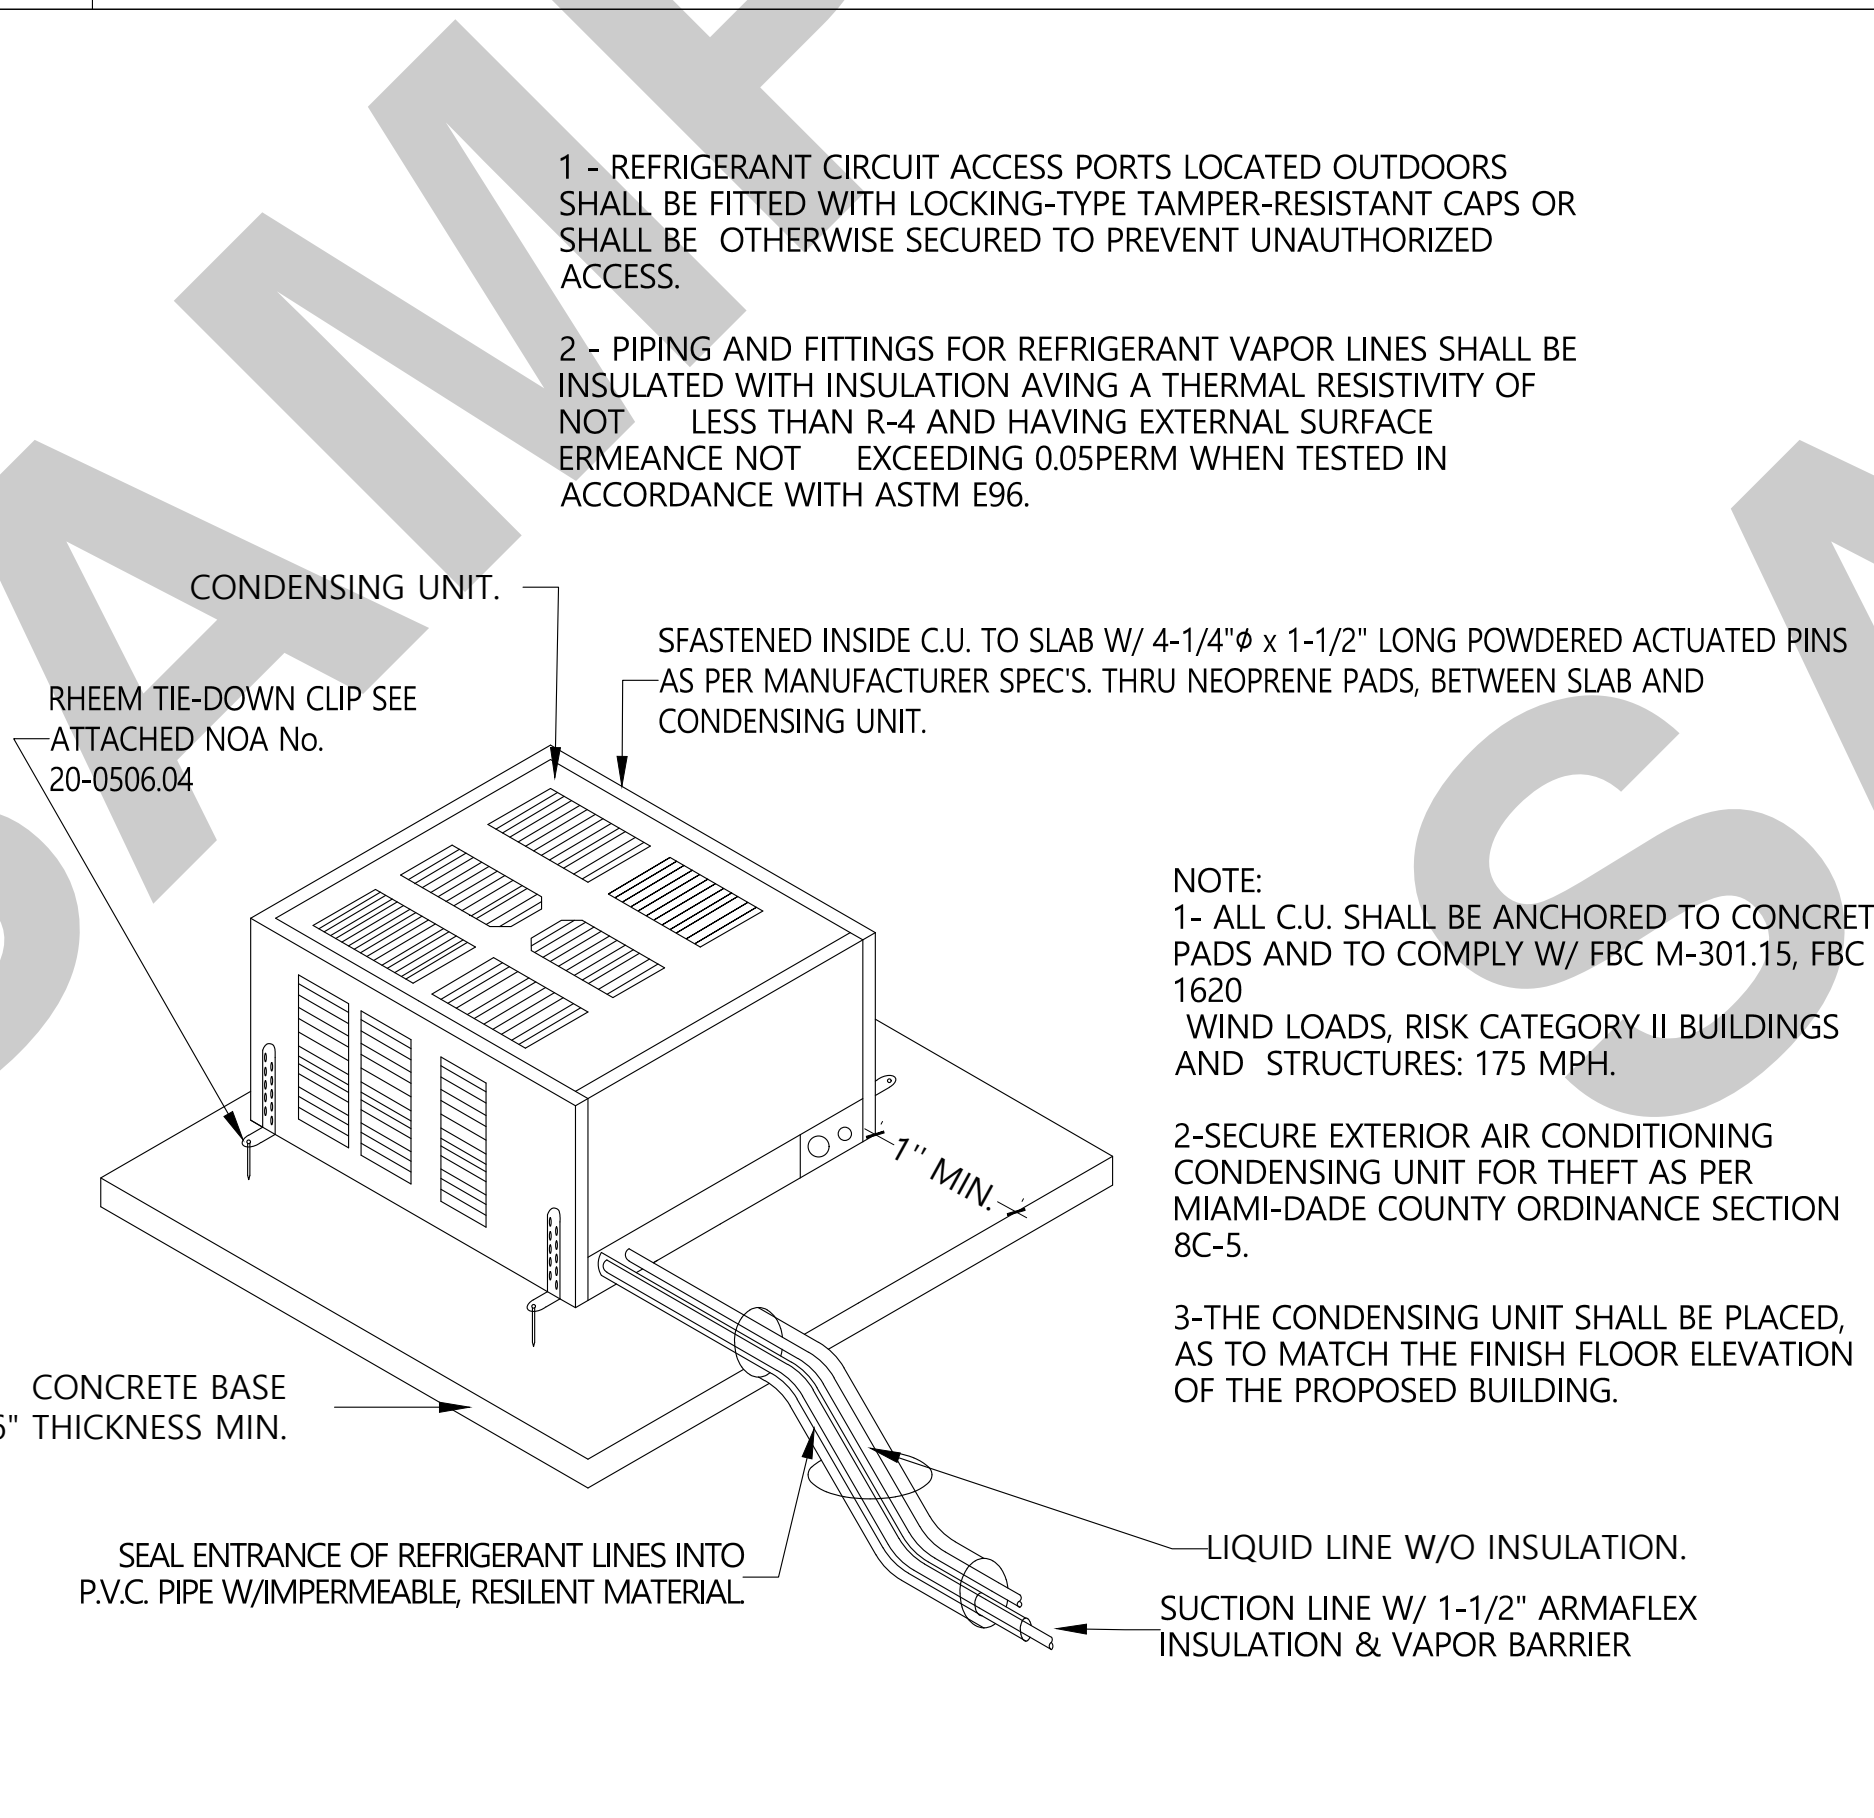 1 - REFRIGERANT CIRCUIT ACCESS PORTS LOCATED OUTDOORS
SHALL BE FITTED WITH LOCKING-TYPE TAMPER-RESISTANT CAPS OR
SHALL BE OTHERWISE SECURED TO PREVENT UNAUTHORIZED
ACCESS.
2 - PIPING AND FITTINGS FOR REFRIGERANT VAPOR LINES SHALL BE
INSULATED WITH INSULATION AVING A THERMAL RESISTIVITY OF
NOT LESS THAN R-4 AND HAVING EXTERNAL SURFACE
ERMEANCE NOT EXCEEDING 0.05PERM WHEN TESTED IN
ACCORDANCE WITH ASTM E96.
CONDENSING UNIT.
SFASTENED INSIDE C.U. TO SLAB W/ 4-1/4"ø x 1-1/2" LONG POWDERED ACTUATED PINS
AS PER MANUFACTURER SPEC'S. THRU NEOPRENE PADS, BETWEEN SLAB AND
CONDENSING UNIT.
RHEEM TIE-DOWN CLIP SEE
ATTACHED NOA No.
20-0506.04
NOTE:
1- ALL C.U. SHALL BE ANCHORED TO CONCRET
PADS AND TO COMPLY W/ FBC M-301.15, FBC
1620
WIND LOADS, RISK CATEGORY II BUILDINGS
AND STRUCTURES: 175 MPH.
2-SECURE EXTERIOR AIR CONDITIONING
CONDENSING UNIT FOR THEFT AS PER
MIAMI-DADE COUNTY ORDINANCE SECTION
8C-5.
3-THE CONDENSING UNIT SHALL BE PLACED,
AS TO MATCH THE FINISH FLOOR ELEVATION
OF THE PROPOSED BUILDING.
1" MIN.
CONCRETE BASE
6" THICKNESS MIN.
SEAL ENTRANCE OF REFRIGERANT LINES INTO
P.V.C. PIPE W/IMPERMEABLE, RESILENT MATERIAL.
LIQUID LINE W/O INSULATION.
SUCTION LINE W/ 1-1/2" ARMAFLEX
INSULATION & VAPOR BARRIER
SAMP
SA